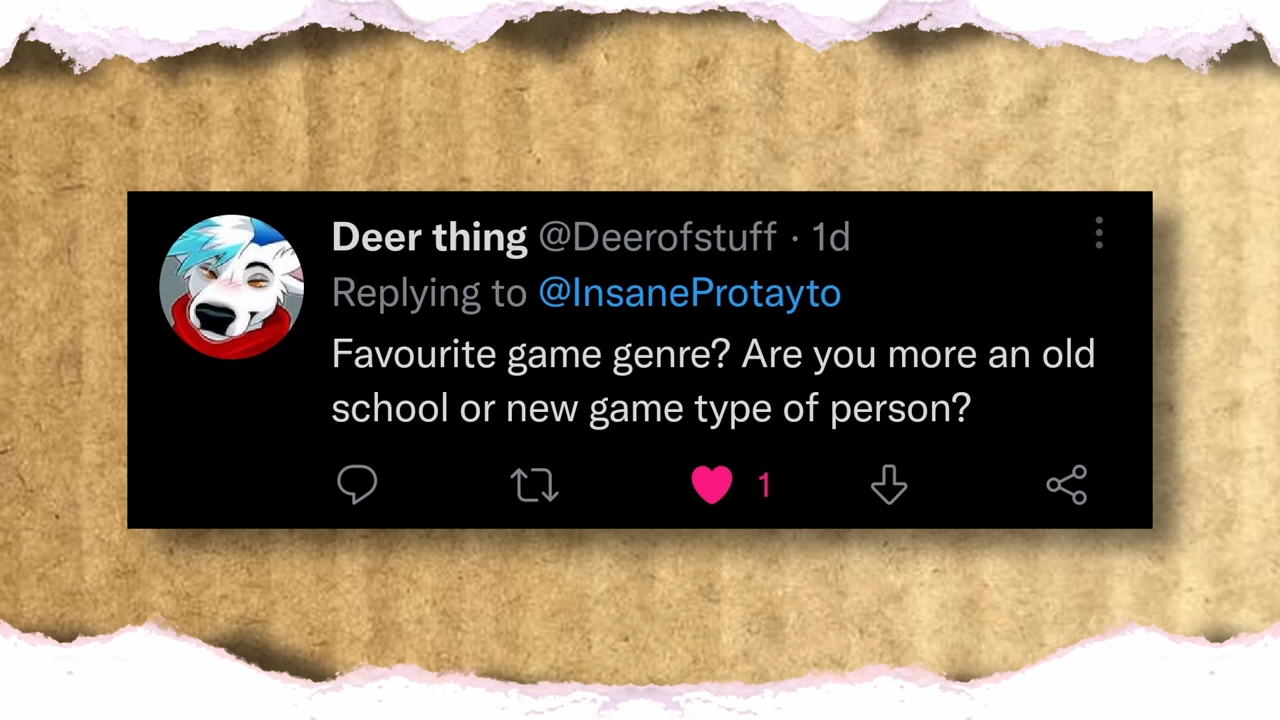 Deer thing @Deerofstuff · 1d
Replying to @InsaneProtayto
Favourite game genre? Are you more an old
school or new game type of person?
1